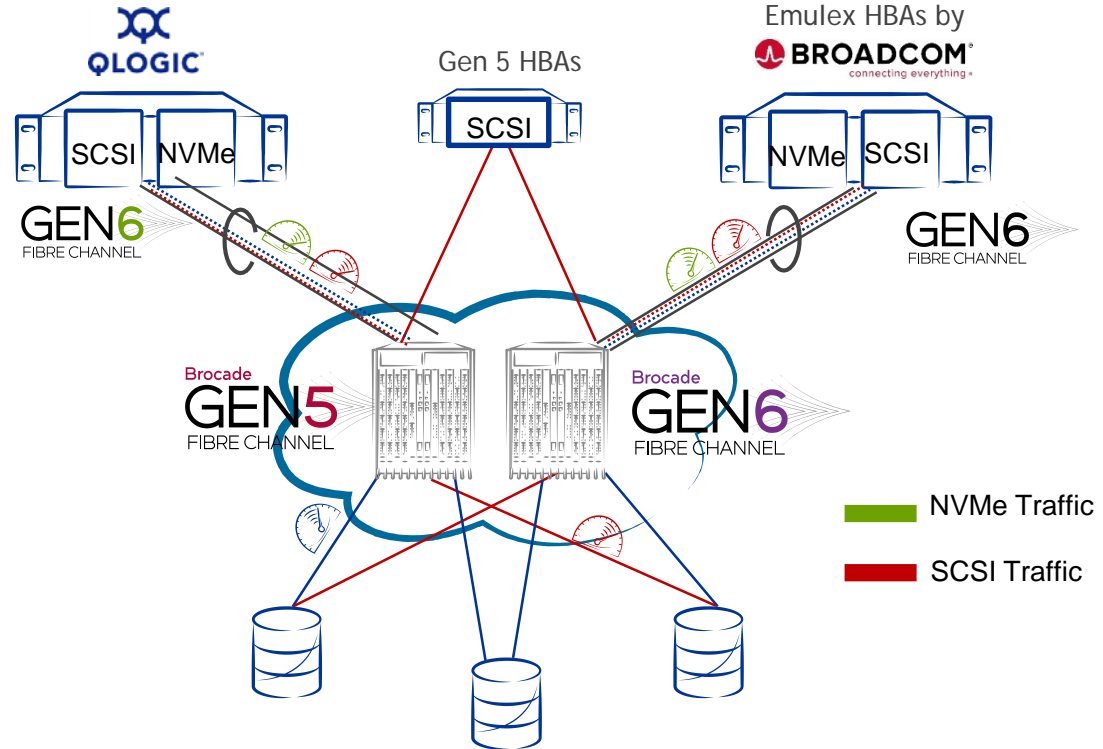 QLOGIC
Gen 5 HBAs
Emulex HBAs by
BROADCOM
connecting everything
SCSI
NVMe
SCSI
NVMe
SCSI
GEN6
FIBRE CHANNEL
GEN6
FIBRE CHANNEL
Brocade
GEN5
FIBRE CHANNEL
Brocade
GEN6
FIBRE CHANNEL
NVMe Traffic
SCSI Traffic